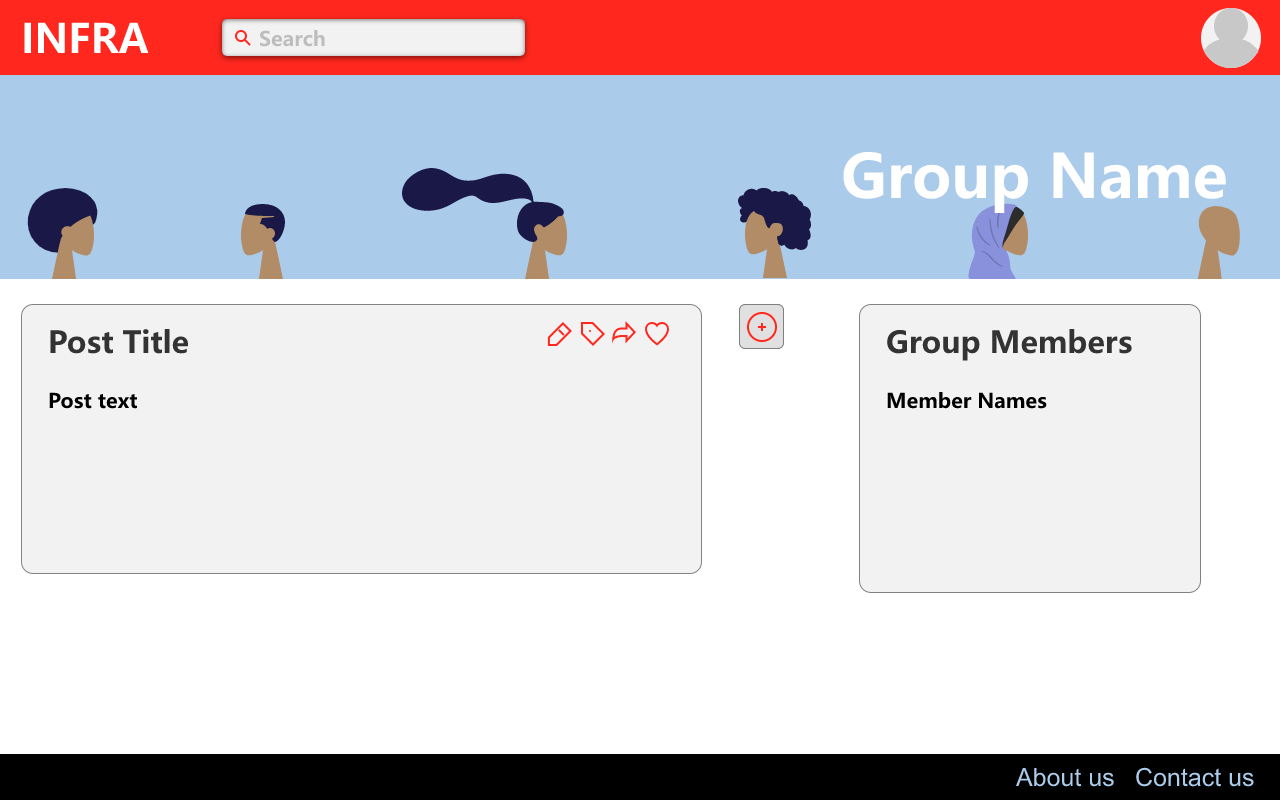 INFRA
Search
Group Name
Post Title
Post text
Group Members
Member Names
About us
Contact us